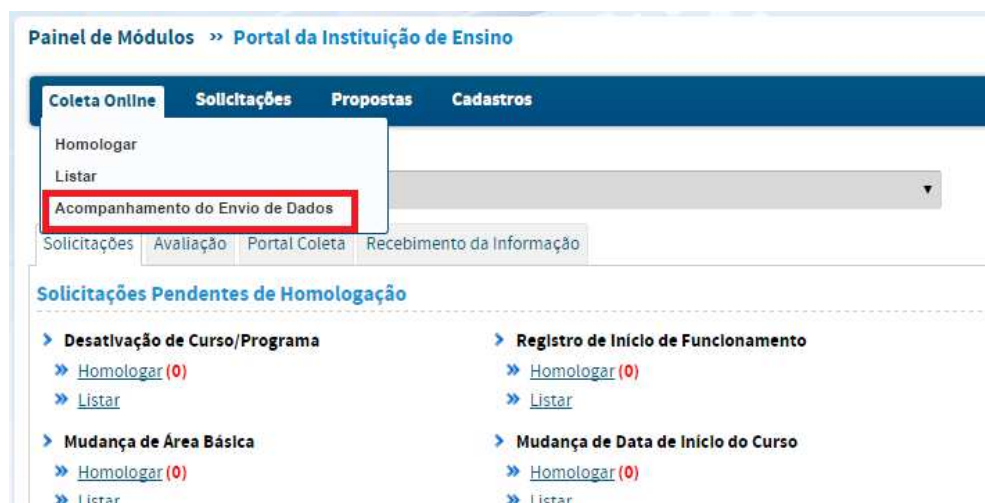 Painel de Módulos » Portal da Instituição de Ensino
Coleta Online Solicitações Propostas Cadastros
Homologar
Listar
Acompanhamento do Envio de Dados
Solicitações Avaliação Portal Coleta Recebimento da Informação
Solicitações Pendentes de Homologação
Desativação de Curso/Programa
Homologar (0)
Listar
Registro de Início de Funcionamento
Homologar (0)
Listar
Mudança de Área Básica
Homologar (0)
Listar
Mudança de Data de Início do Curso
Homologar (0)
Listar